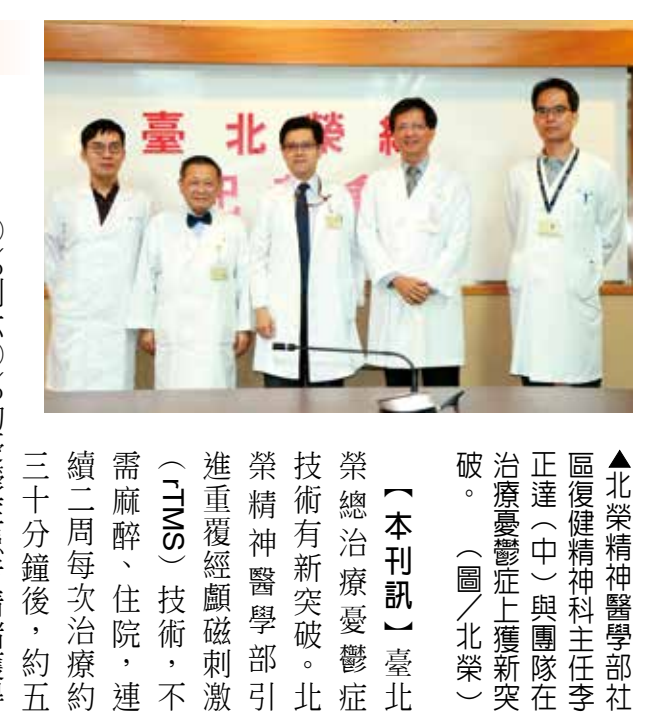 臺北榮總
記者會
▲北榮精神醫學部社
區復健精神科主任李
正達（中）與團隊在
治療憂鬱症上獲新突
破。　（圖／北榮）
【本刊訊】臺北
榮總治療憂鬱症
技術有新突破。北
榮精神醫學部引
進重覆經顱磁刺激
（rTMS）技術，不
需麻醉、住院，連
續二周每次治療約
三十分鐘後，約五